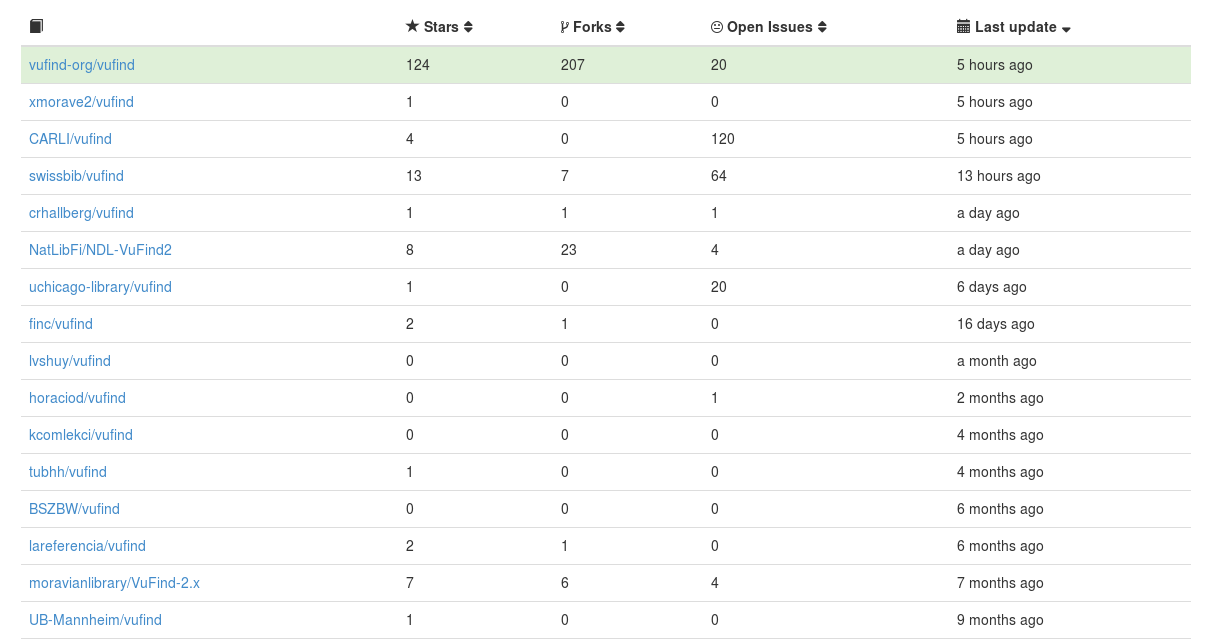 Stars Forks Open Issues Last update
vufind-org/vufind 124 207 20 5 hours ago
xmorave2/vufind 1 0 0 5 hours ago
CARLI/vufind 4 0 120 5 hours ago
swissbib/vufind 13 7 64 13 hours ago
crhallberg/vufind 1 1 1 a day ago
NatLibFi/NDL-VuFind2 8 23 4 a day ago
uchicago-library/vufind 1 0 20 6 days ago
finc/vufind 2 1 0 16 days ago
lvshuy/vufind 0 0 0 a month ago
horaciod/vufind 0 0 1 2 months ago
kcomlekci/vufind 0 0 0 4 months ago
tubhh/vufind 1 0 0 4 months ago
BSZBW/vufind 0 0 0 6 months ago
lareferencia/vufind 2 1 0 6 months ago
moravianlibrary/VuFind-2.x 7 6 4 7 months ago
UB-Mannheim/vufind 1 0 0 9 months ago